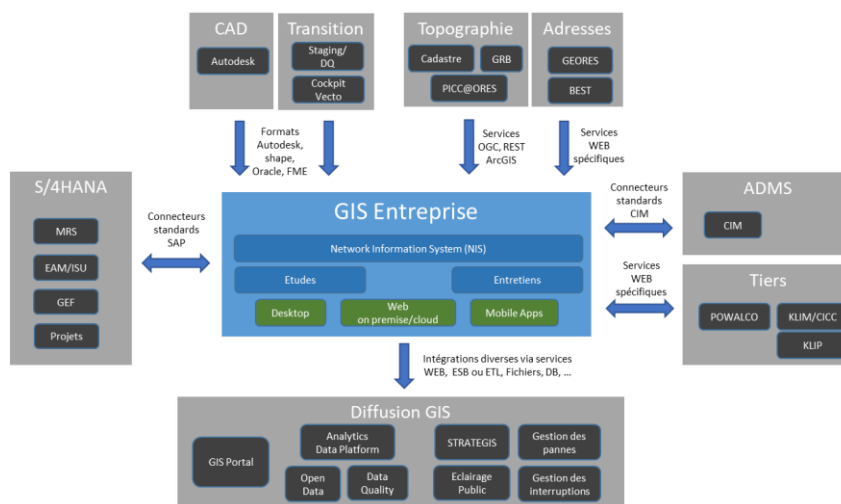 CAD
Autodesk
Transition
Staging/
DQ
Cockpit
Vecto
Topographie
Cadastre
GRB
PICC@ORES
Adresses
GEORES
BEST
Formats
Autodesk,
shape,
Oracle, FME
Services
OGC, REST
ArcGIS
Services
WEB
spécifiques
S/4HANA
MRS
EAM/ISU
GEF
Projets
Connecteurs
standards
SAP
GIS Entreprise
Network Information System (NIS)
Etudes
Entretiens
Desktop
Web
on premise/cloud
Mobile Apps
Connecteurs
standards
CIM
ADMS
CIM
Services
WEB
spécifiques
Tiers
POWALCO
KLIM/CICC
KLIP
Intégrations diverses via services
WEB, ESB ou ETL, Fichiers, DB, ...
Diffusion GIS
GIS Portal
Analytics
Data Platform
Open
Data
Data
Quality
STRATEGIS
Eclairage
Public
Gestion des
pannes
Gestion des
interruptions